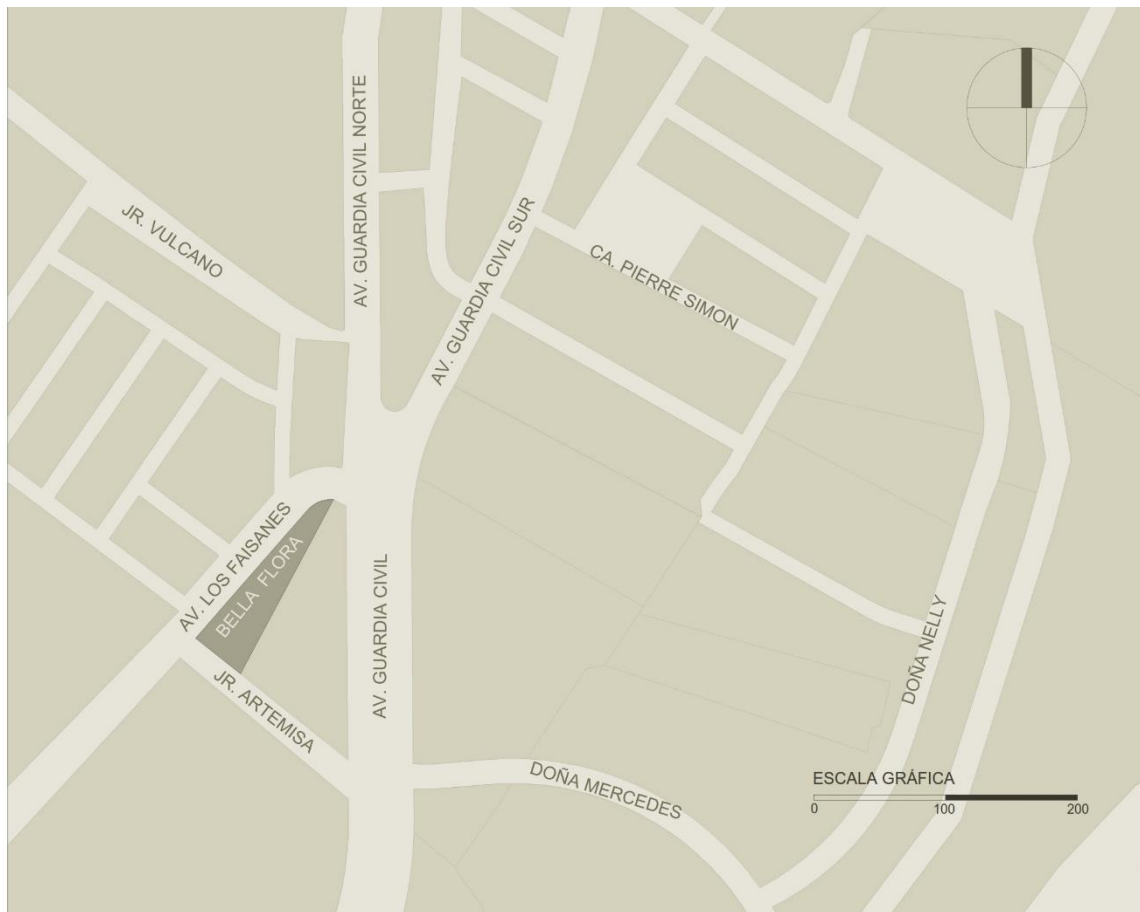 JR. VULCANO
AV. GUARDIA CIVIL NORTE
AV. GUARDIA CIVIL SUR
CA. PIERRE SIMON
AV. LOS FAISANES
BELLA FLORA
JR. ARTEMISA
AV. GUARDIA CIVIL
DOÑA NELLY
DOÑA MERCEDES
ESCALA GRÁFICA
0 100 200